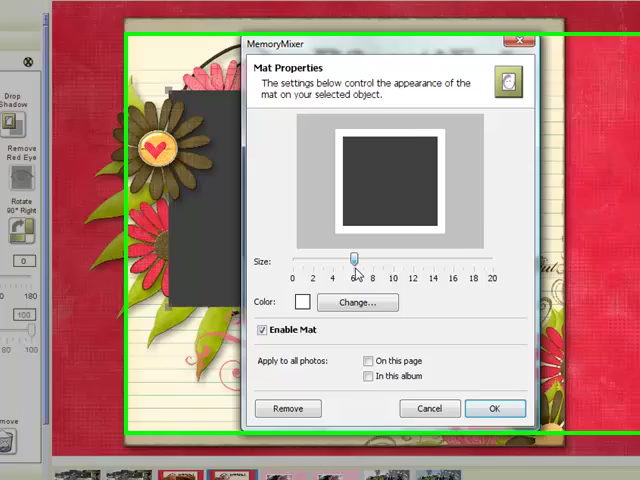 MemoryMixer
Mat Properties
The settings below control the appearance of the
mat on your selected object.
Drop
Shadow
Remove
Red Eye
Rotate
90° Right
0
180
100
80 100
Size:
0 2 4 6 8 10 12 14 16 18 20
Color:
Change...
Enable Mat
Apply to all photos:
On this page
In this album
Remove
Cancel
OK